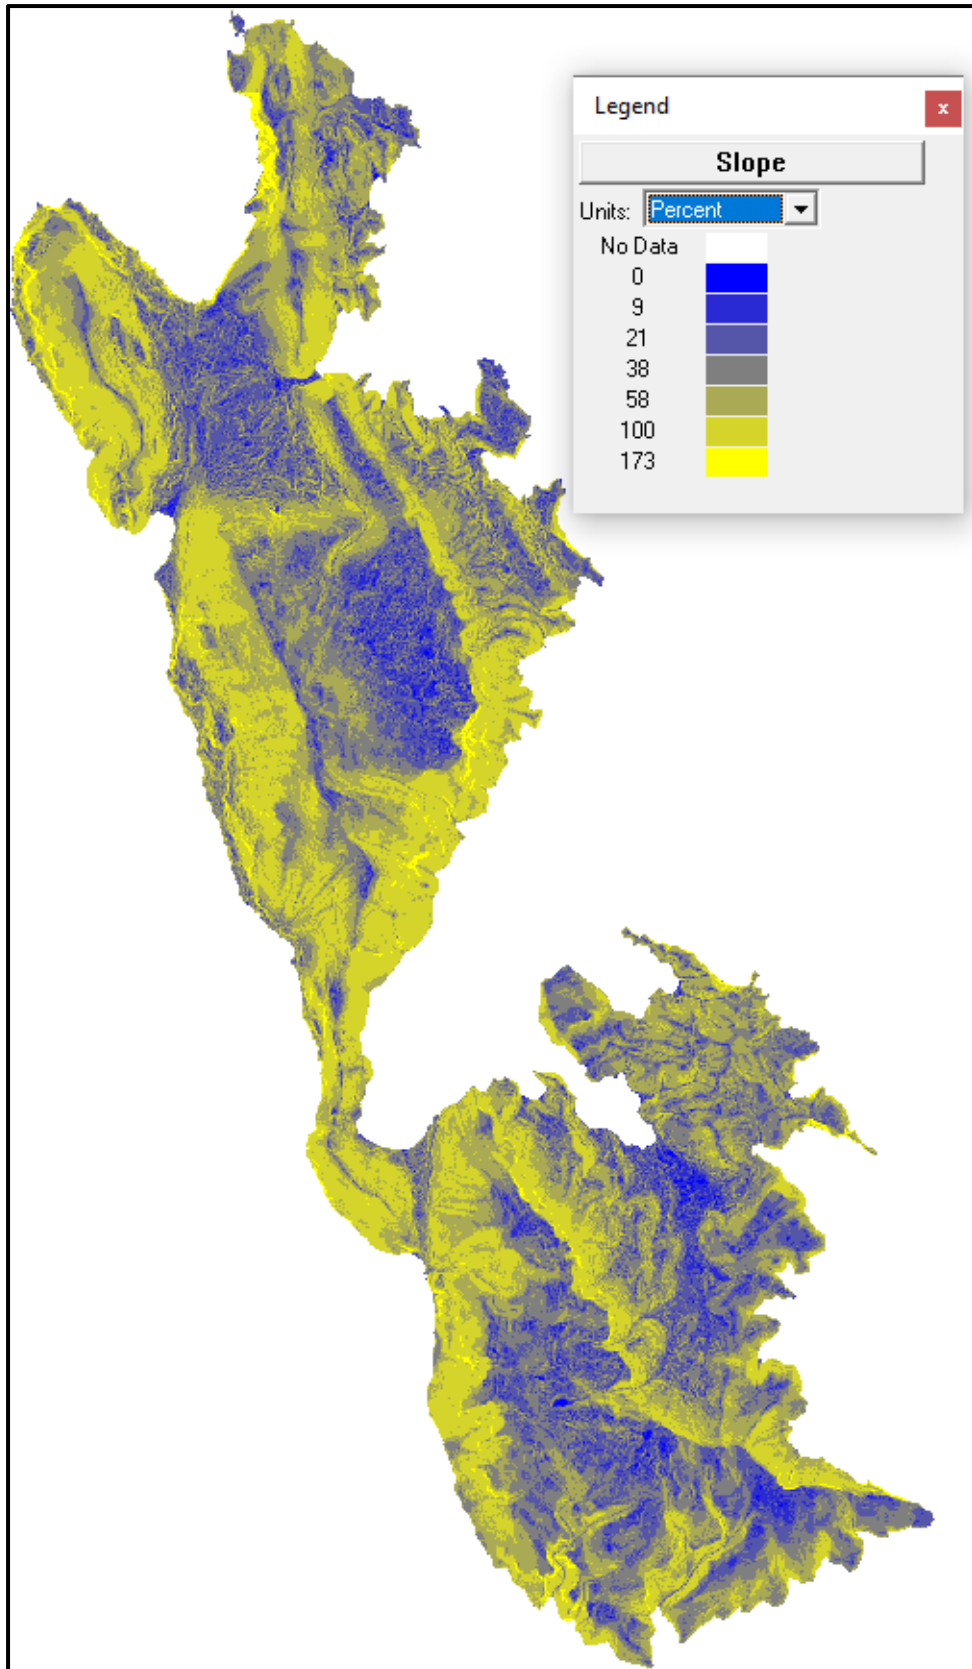 Legend
x
Slope
Units: Percent
No Data
0
9
21
38
58
100
173